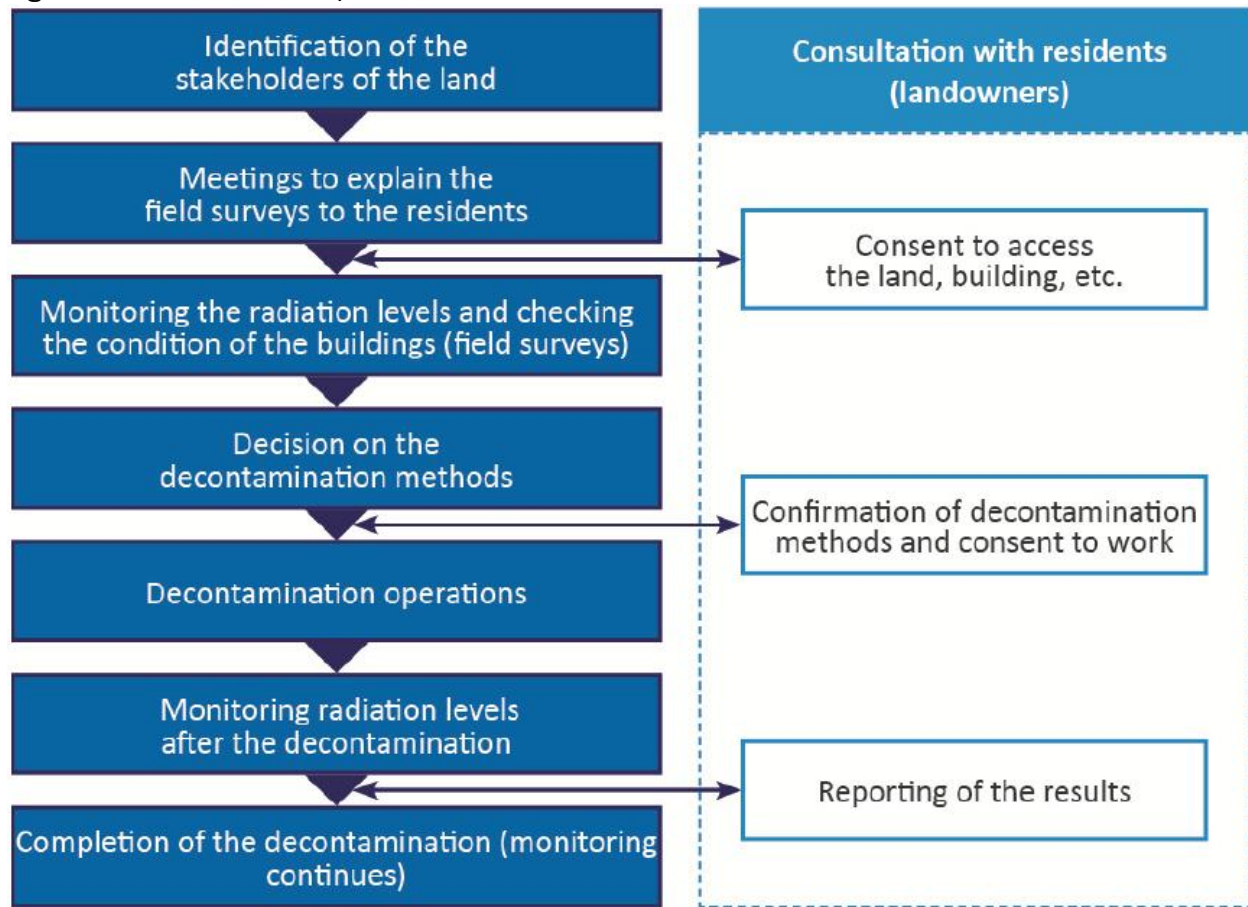 Identification of the
stakeholders of the land
Meetings to explain the
field surveys to the residents
Monitoring the radiation levels and checking
the condition of the buildings (field surveys)
Decision on the
decontamination methods
Decontamination operations
Monitoring radiation levels
after the decontamination
Completion of the decontamination (monitoring
continues)
Consultation with residents
(landowners)
Consent to access
the land, building, etc.
Confirmation of decontamination
methods and consent to work
Reporting of the results